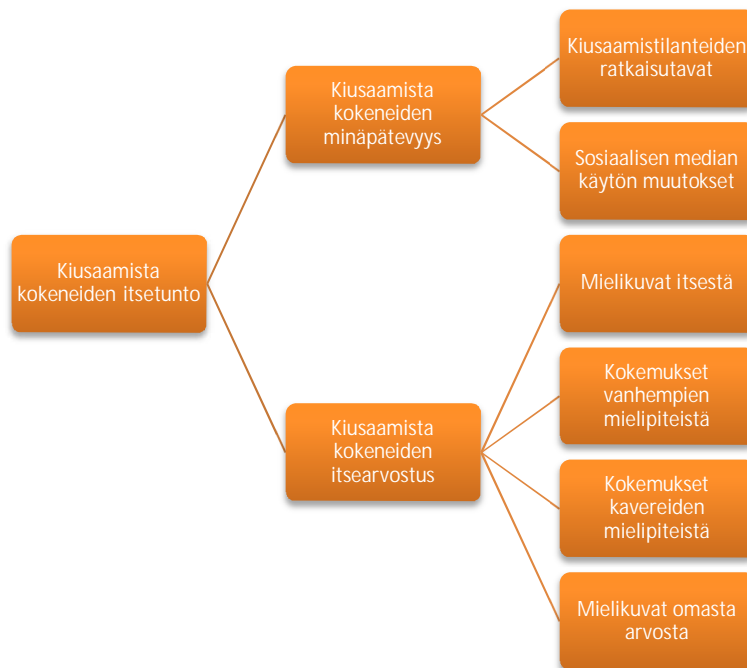 Kiusaamista
kokeneiden itsetunto
Kiusaamista
kokeneiden
minäpätevyys
Kiusaamistilanteiden
ratkaisutavat
Sosiaalisen median
käytön muutokset
Kiusaamista
kokeneiden
itsearvostus
Mielikuvat itsestä
Kokemukset
vanhempien
mielipiteistä
Kokemukset
kavereiden
mielipiteistä
Mielikuvat omasta
arvosta